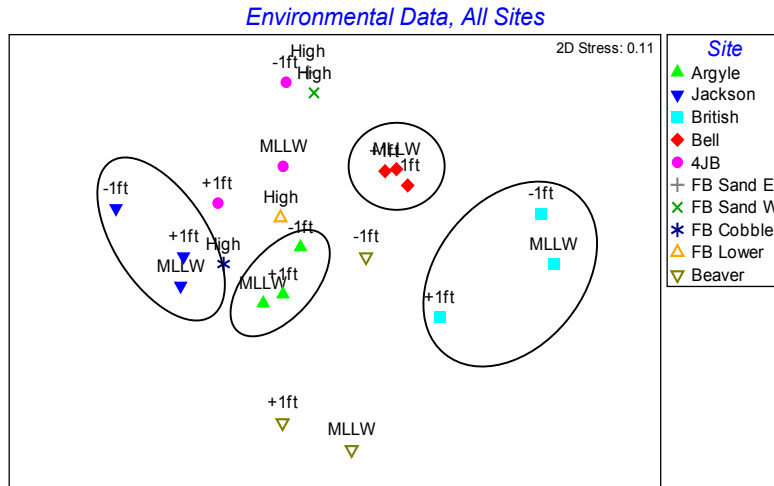 Environmental Data, All Sites
2D Stress: 0.11
High
-1ft
High
MLLW
MLLW
+1ft
-1ft
-1ft
+1ft
High
-1ft
-1ft
+1ft
High
-1ft
MLLW
MLLW
+1ft
MLLW
+1ft
+1ft
MLLW
Site
Argyle
Jackson
British
Bell
4JB
FB Sand E
FB Sand W
FB Cobble
FB Lower
Beaver